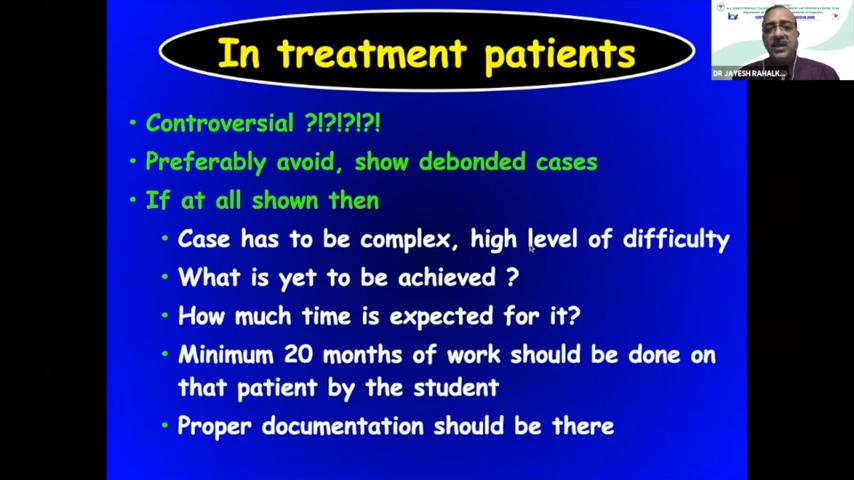 In treatment patients
• Controversial ?!?!?!?!
• Preferably avoid, show debonded cases
• If at all shown then
• Case has to be complex, high level of difficulty
• What is yet to be achieved ?
• How much time is expected for it?
• Minimum 20 months of work should be done on
that patient by the student
• Proper documentation should be there
DR JAYESH RAHALK...